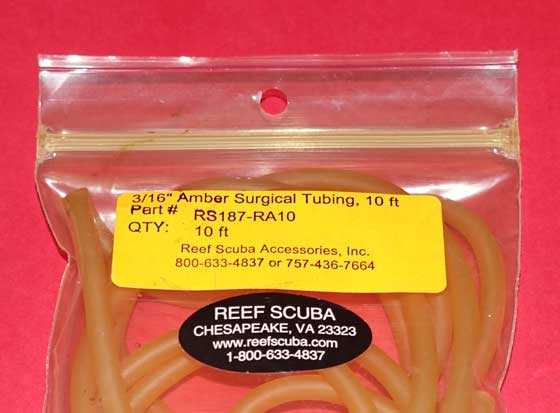 3/16" Amber Surgical Tubing, 10 ft
Part # RS187-RA10
QTY: 10 ft
Reef Scuba Accessories, Inc.
800-633-4837 or 757-436-7664
REEF SCUBA
CHESAPEAKE, VA 23323
www.reefscuba.com
1-800-633-4837